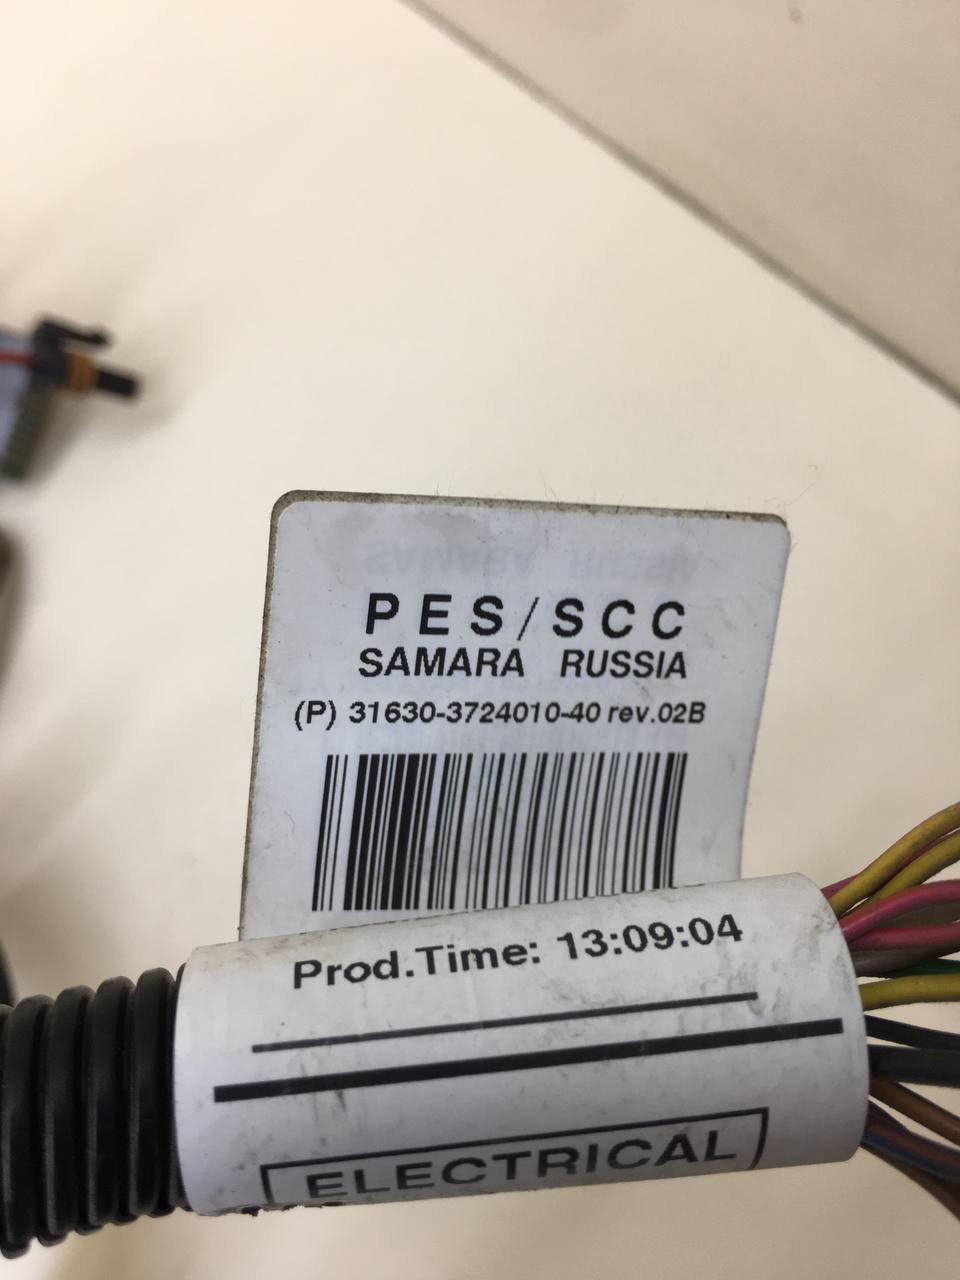 PES/SCC
SAMARA RUSSIA
(P) 31630-3724010-40 rev.02B
Prod.Time: 13:09:04
ELECTRICAL